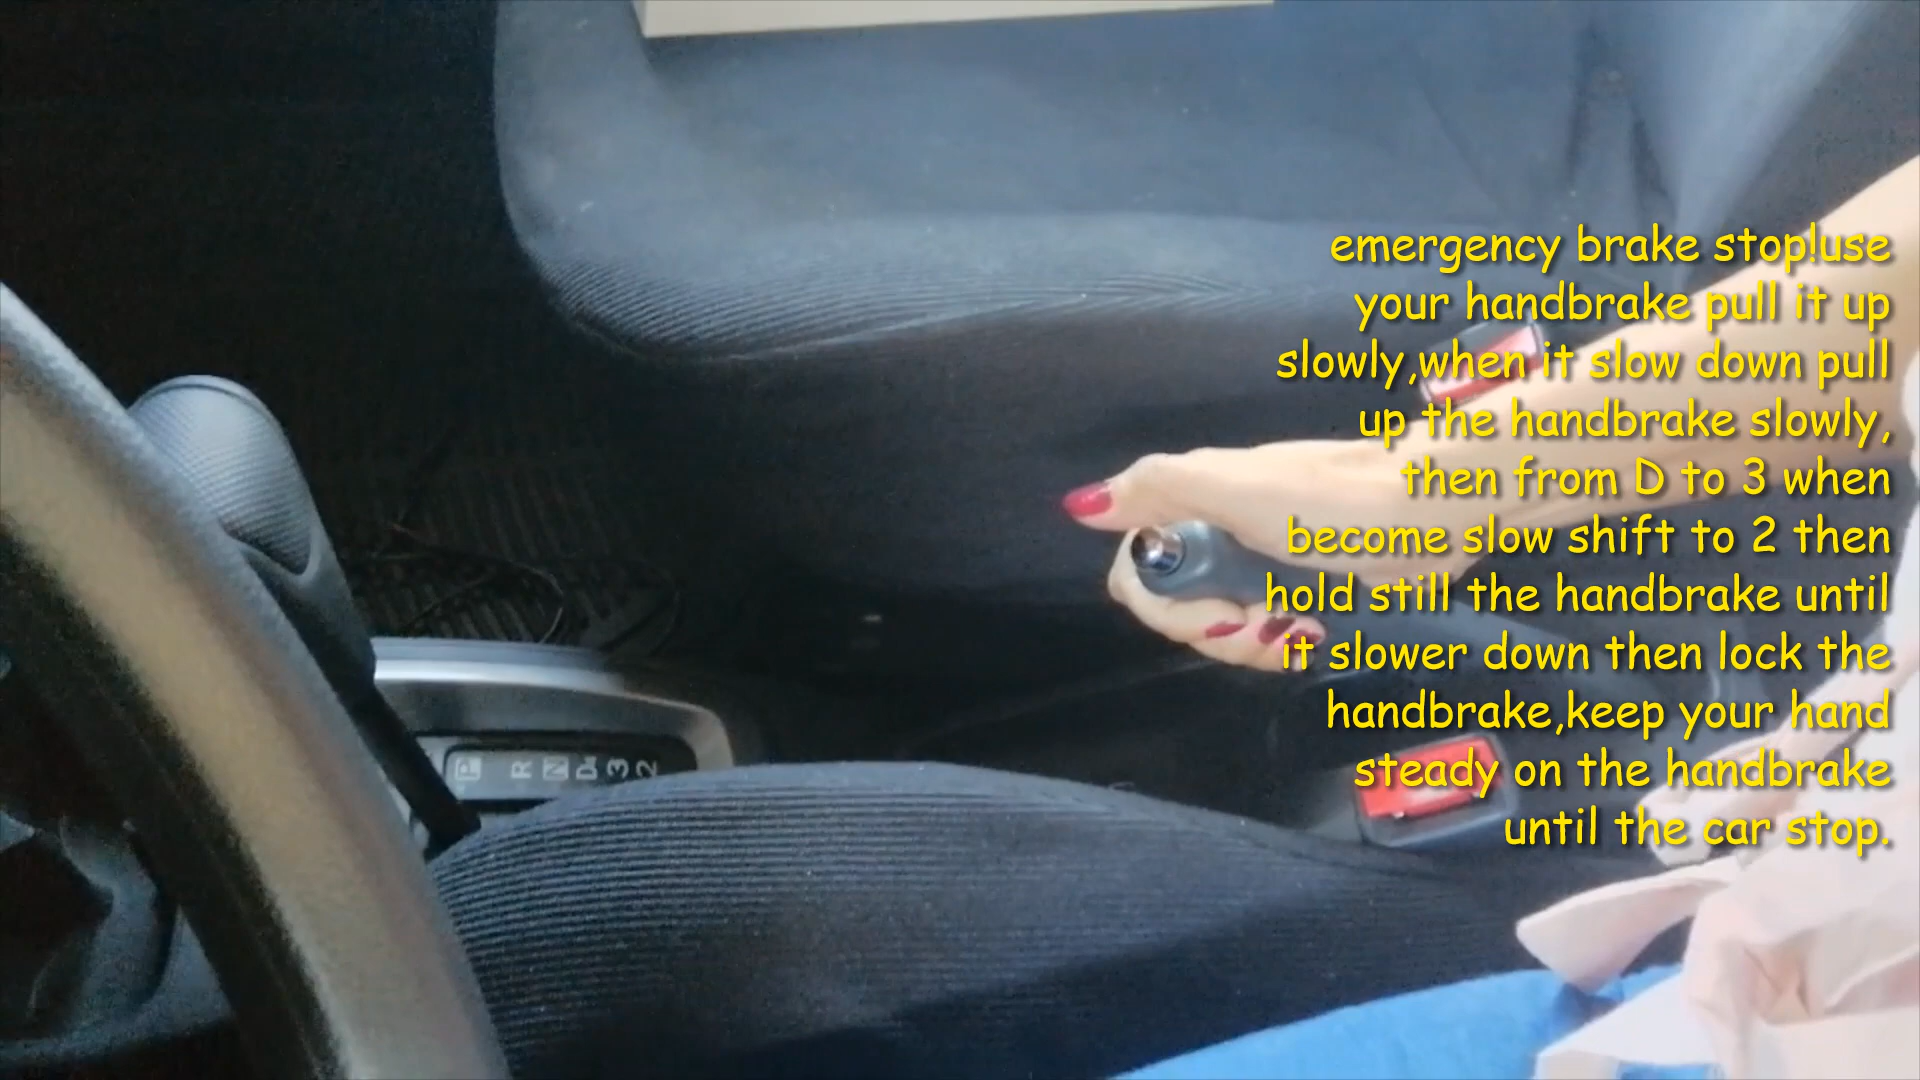 emergency brake stop!use
your handbrake pull it up
slowly,when it slow down pull
up the handbrake slowly,
then from D to 3 when
become slow shift to 2 then
hold still the handbrake until
it slower down then lock the
handbrake,keep your hand
steady on the handbrake
until the car stop.
P R N D4 3 2